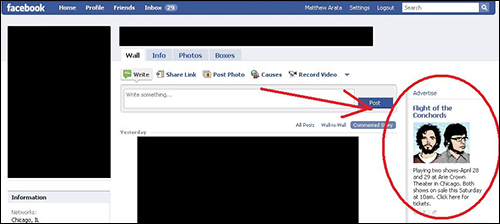 facebook Home Profile Friends Inbox 29 Matthew Arata Settings Logout Search
Wall Info Photos Boxes
Write Share Link Post Photo Causes Record Video
Write something...
Post
All Posts Wall-to-Wall Commented Story
Yesterday
Advertise
Flight of the
Conchords
Playing two shows-April 28
and 29 at Arie Crown
Theater in Chicago. Both
shows on sale this Saturday
at 10am. Click here for
tickets.
Information
Networks:
Chicago, IL